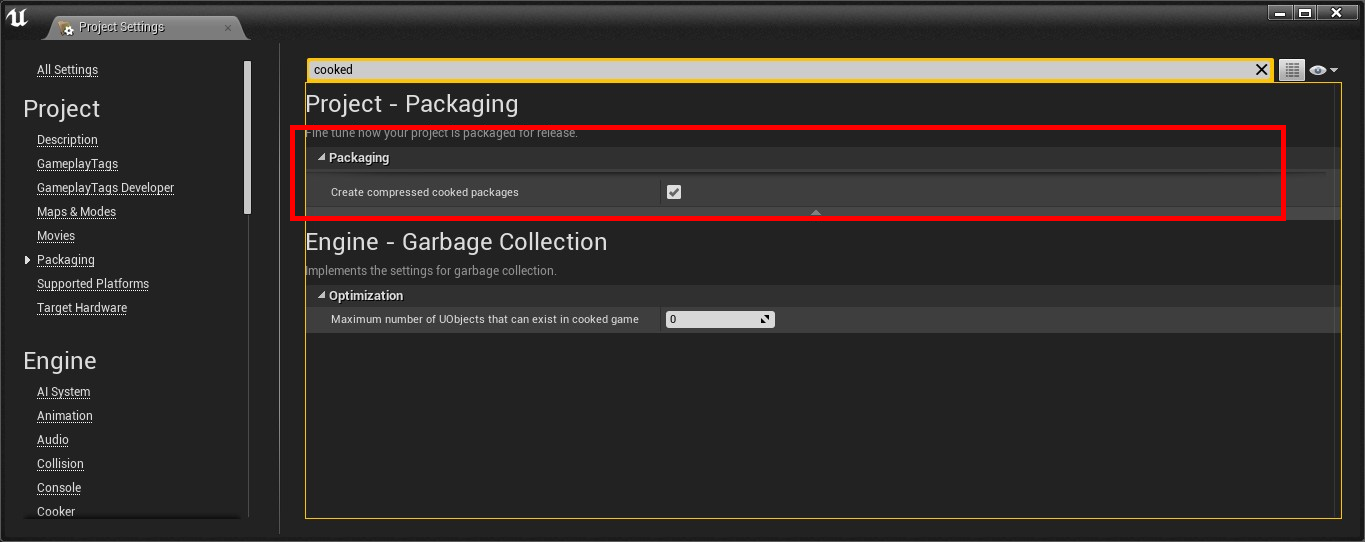 Project Settings
All Settings
Project
Description
GameplayTags
GameplayTags Developer
Maps & Modes
Movies
Packaging
Supported Platforms
Target Hardware
Engine
AI System
Animation
Audio
Collision
Console
Cooker
cooked
Project - Packaging
Fine tune how your project is packaged for release.
Packaging
Create compressed cooked packages
Engine - Garbage Collection
Implements the settings for garbage collection.
Optimization
Maximum number of UObjects that can exist in cooked game 0